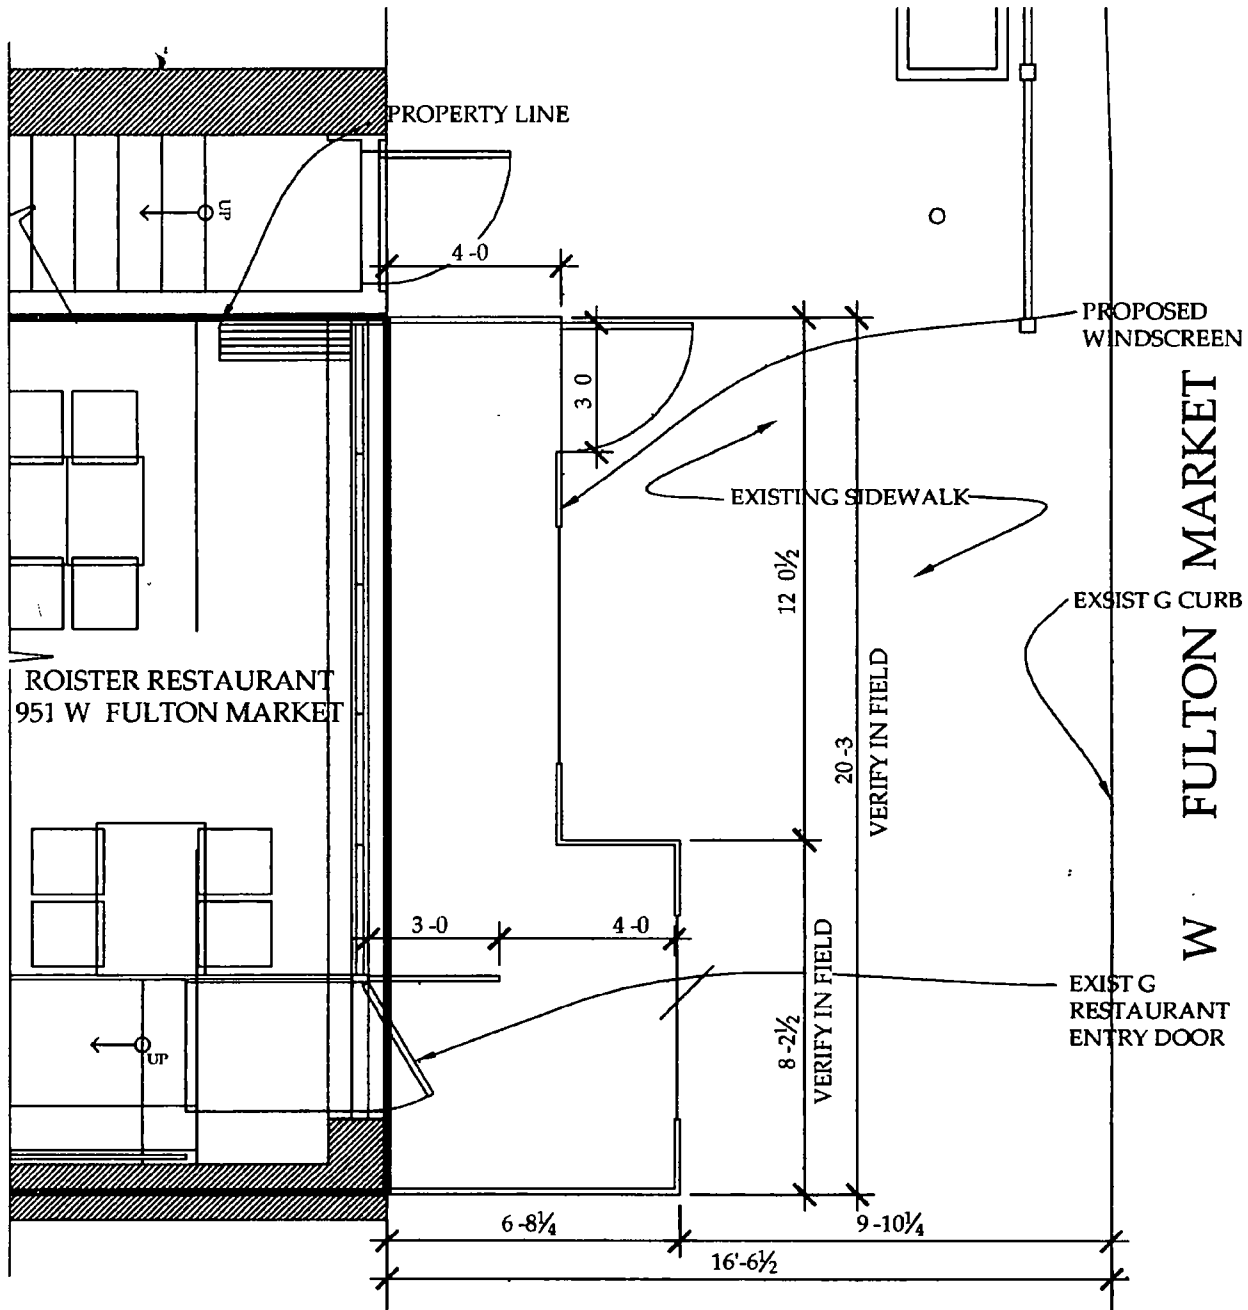 PROPERTY LINE
UP
4-0
PROPOSED
WINDSCREEN
3 0
EXISTING SIDEWALK
12 0½
EXSIST G CURB
ROISTER RESTAURANT
951 W FULTON MARKET
20-3
VERIFY IN FIELD
W FULTON MARKET
3-0
4-0
8-2½
VERIFY IN FIELD
EXIST G
RESTAURANT
ENTRY DOOR
UP
6-8¼
9-10¼
16'-6½